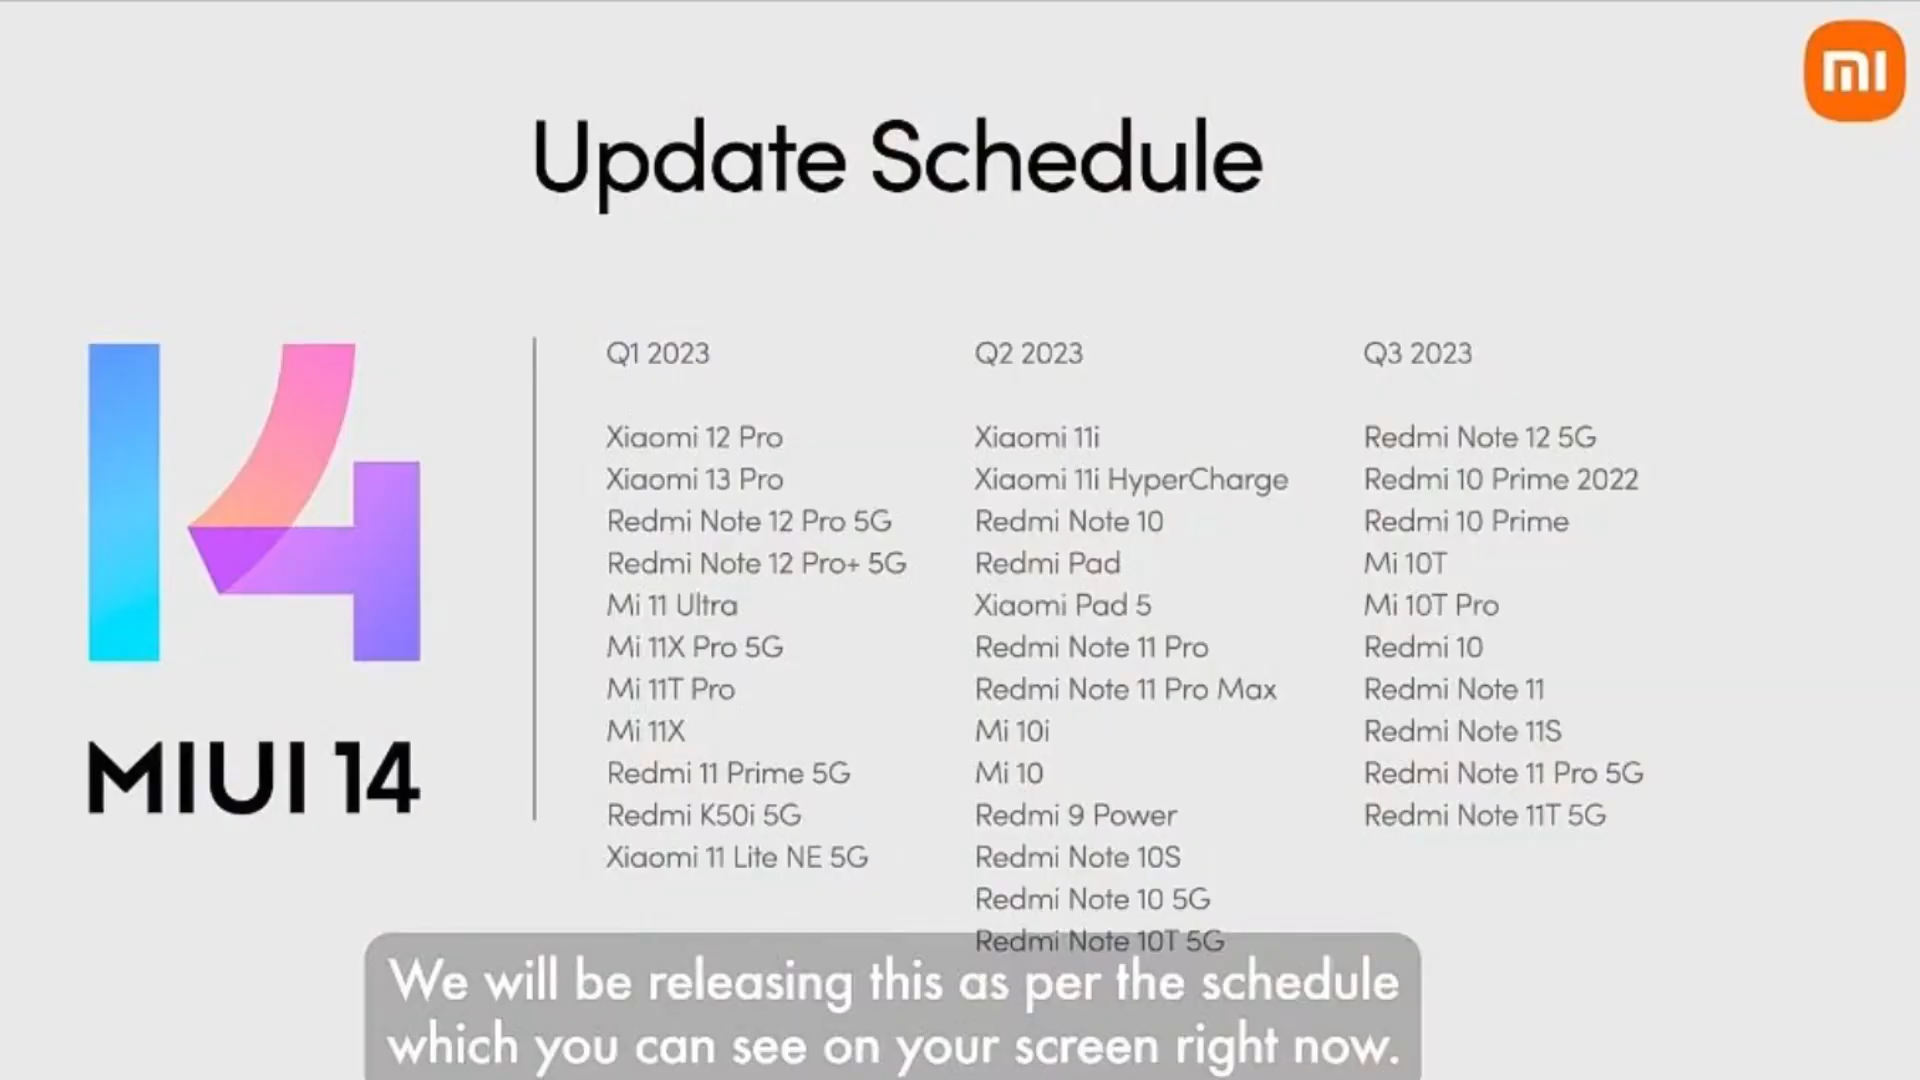 mi
Update Schedule
14
MIUI 14
Q1 2023
Xiaomi 12 Pro
Xiaomi 13 Pro
Redmi Note 12 Pro 5G
Redmi Note 12 Pro+ 5G
Mi 11 Ultra
Mi 11X Pro 5G
Mi 11T Pro
Mi 11X
Redmi 11 Prime 5G
Redmi K50i 5G
Xiaomi 11 Lite NE 5G
Q2 2023
Xiaomi 11i
Xiaomi 11i HyperCharge
Redmi Note 10
Redmi Pad
Xiaomi Pad 5
Redmi Note 11 Pro
Redmi Note 11 Pro Max
Mi 10i
Mi 10
Redmi 9 Power
Redmi Note 10S
Redmi Note 10 5G
Redmi Note 10T 5G
Q3 2023
Redmi Note 12 5G
Redmi 10 Prime 2022
Redmi 10 Prime
Mi 10T
Mi 10T Pro
Redmi 10
Redmi Note 11
Redmi Note 11S
Redmi Note 11 Pro 5G
Redmi Note 11T 5G
We will be releasing this as per the schedule
which you can see on your screen right now.